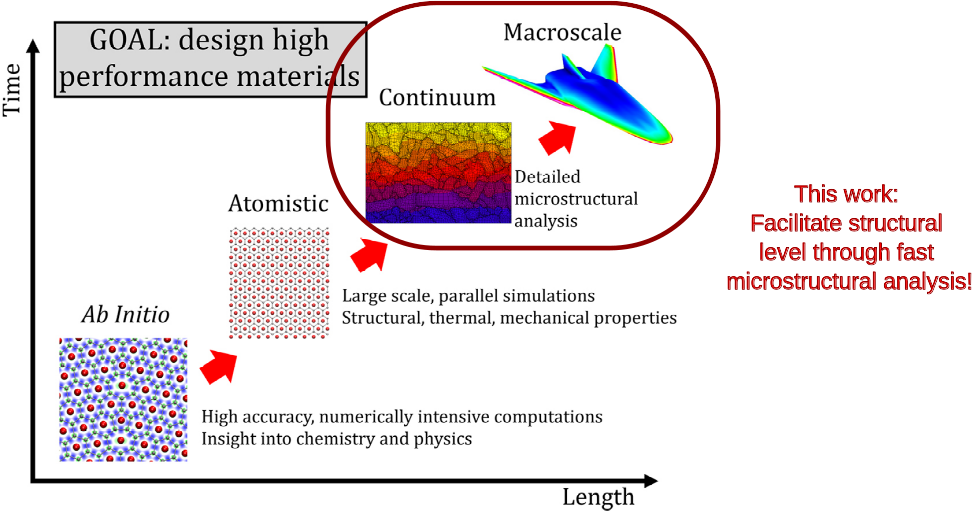 GOAL: design high
performance materials
Time
Macroscale
Continuum
Detailed
microstructural
analysis
Atomistic
Large scale, parallel simulations
Structural, thermal, mechanical properties
Ab Initio
High accuracy, numerically intensive computations
Insight into chemistry and physics
Length
This work:
Facilitate structural
level through fast
microstructural analysis!